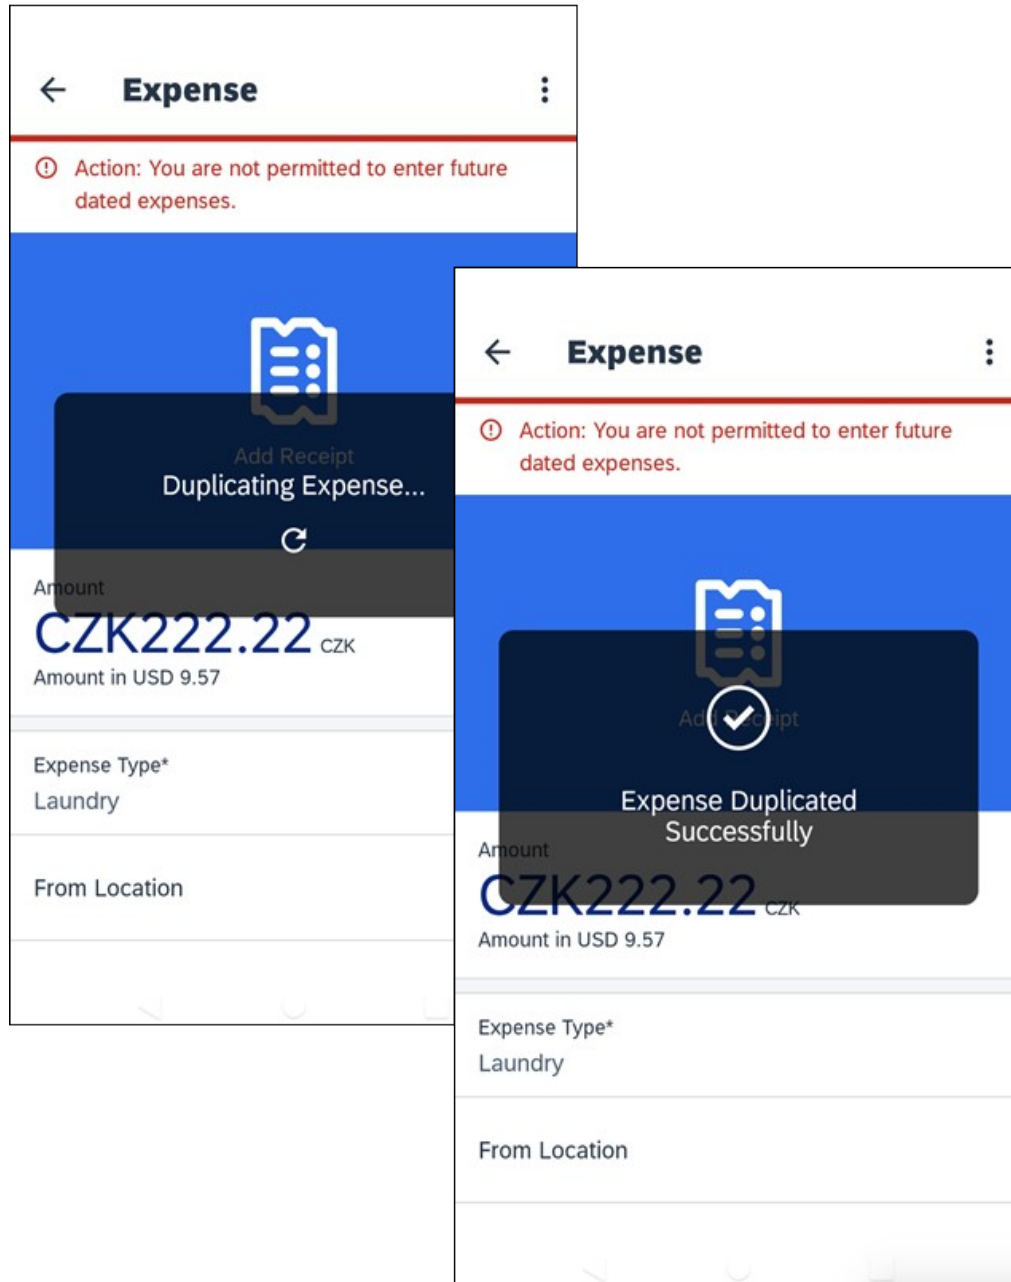 Expense
Action: You are not permitted to enter future
dated expenses.
Add Receipt
Duplicating Expense...
Amount
CZK222.22 CZK
Amount in USD 9.57
Expense Type*
Laundry
From Location
Expense
Action: You are not permitted to enter future
dated expenses.
Add Receipt
Expense Duplicated
Successfully
Amount
CZK222.22 CZK
Amount in USD 9.57
Expense Type*
Laundry
From Location